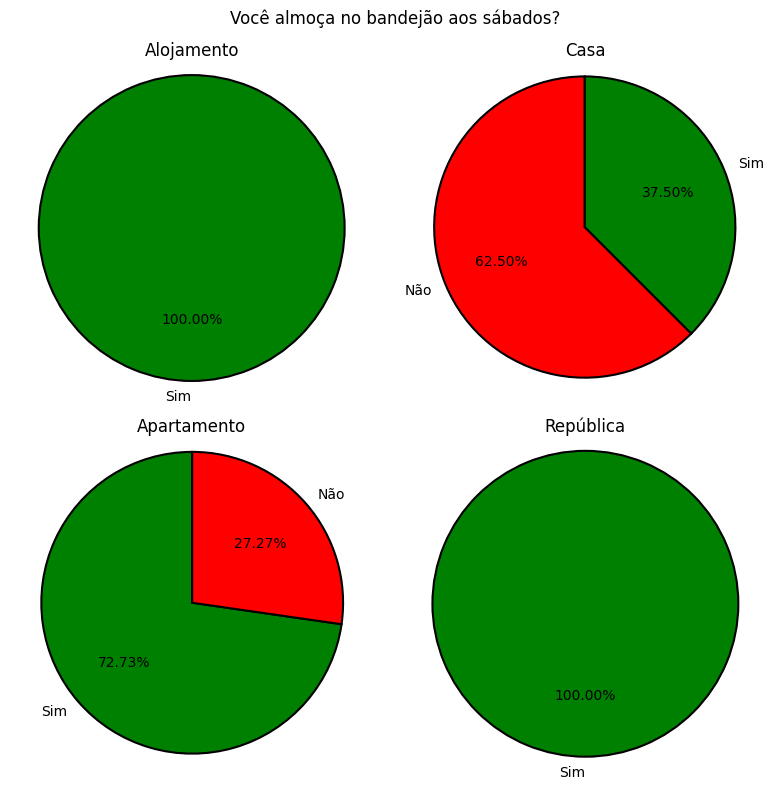 Você almoça no bandejão aos sábados?
Alojamento
100.00%
Sim
Casa
Sim
37.50%
62.50%
Não
Apartamento
Não
27.27%
72.73%
Sim
República
100.00%
Sim